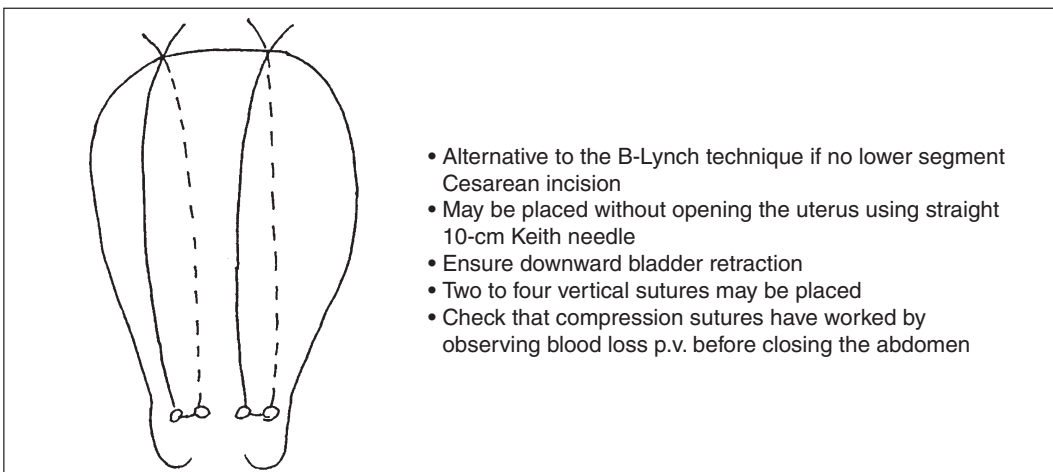 • Alternative to the B-Lynch technique if no lower segment
Cesarean incision
• May be placed without opening the uterus using straight
10-cm Keith needle
• Ensure downward bladder retraction
• Two to four vertical sutures may be placed
• Check that compression sutures have worked by
observing blood loss p.v. before closing the abdomen